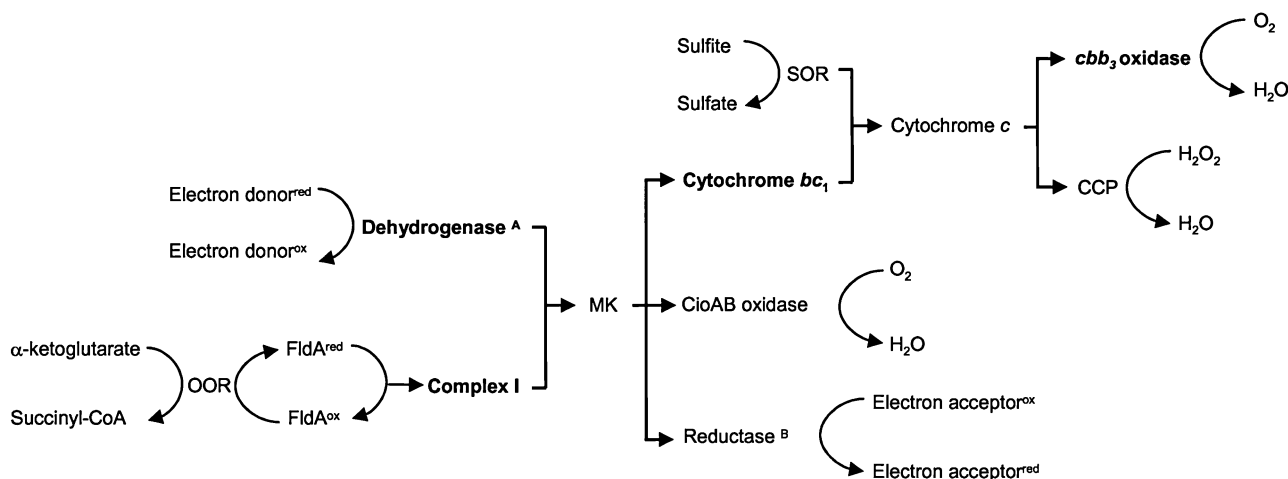 Electron donorʳᵉᵈ
Electron donorᵒˣ
Dehydrogenase ᴬ
α-ketoglutarate
Succinyl-CoA
OOR
FldAʳᵉᵈ
FldAᵒˣ
Complex I
MK
Sulfite
Sulfate
SOR
Cytochrome bc₁
Cytochrome c
cbb₃ oxidase
O₂
H₂O
CCP
H₂O₂
H₂O
CioAB oxidase
O₂
H₂O
Reductase ᴮ
Electron acceptorᵒˣ
Electron acceptorʳᵉᵈ